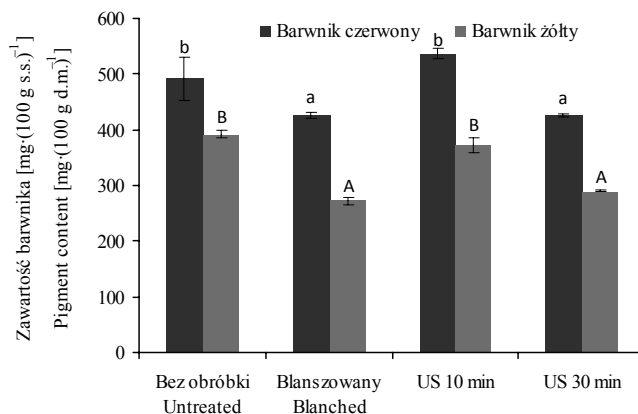 Zawartość barwnika [mg·(100 g s.s.)⁻¹]
Pigment content [mg·(100 g d.m.)⁻¹]
600
500
400
300
200
100
0
Barwnik czerwony
Barwnik żółty
b
B
a
A
b
B
a
A
Bez obróbki
Untreated
Blanszowany
Blanched
US 10 min
US 30 min